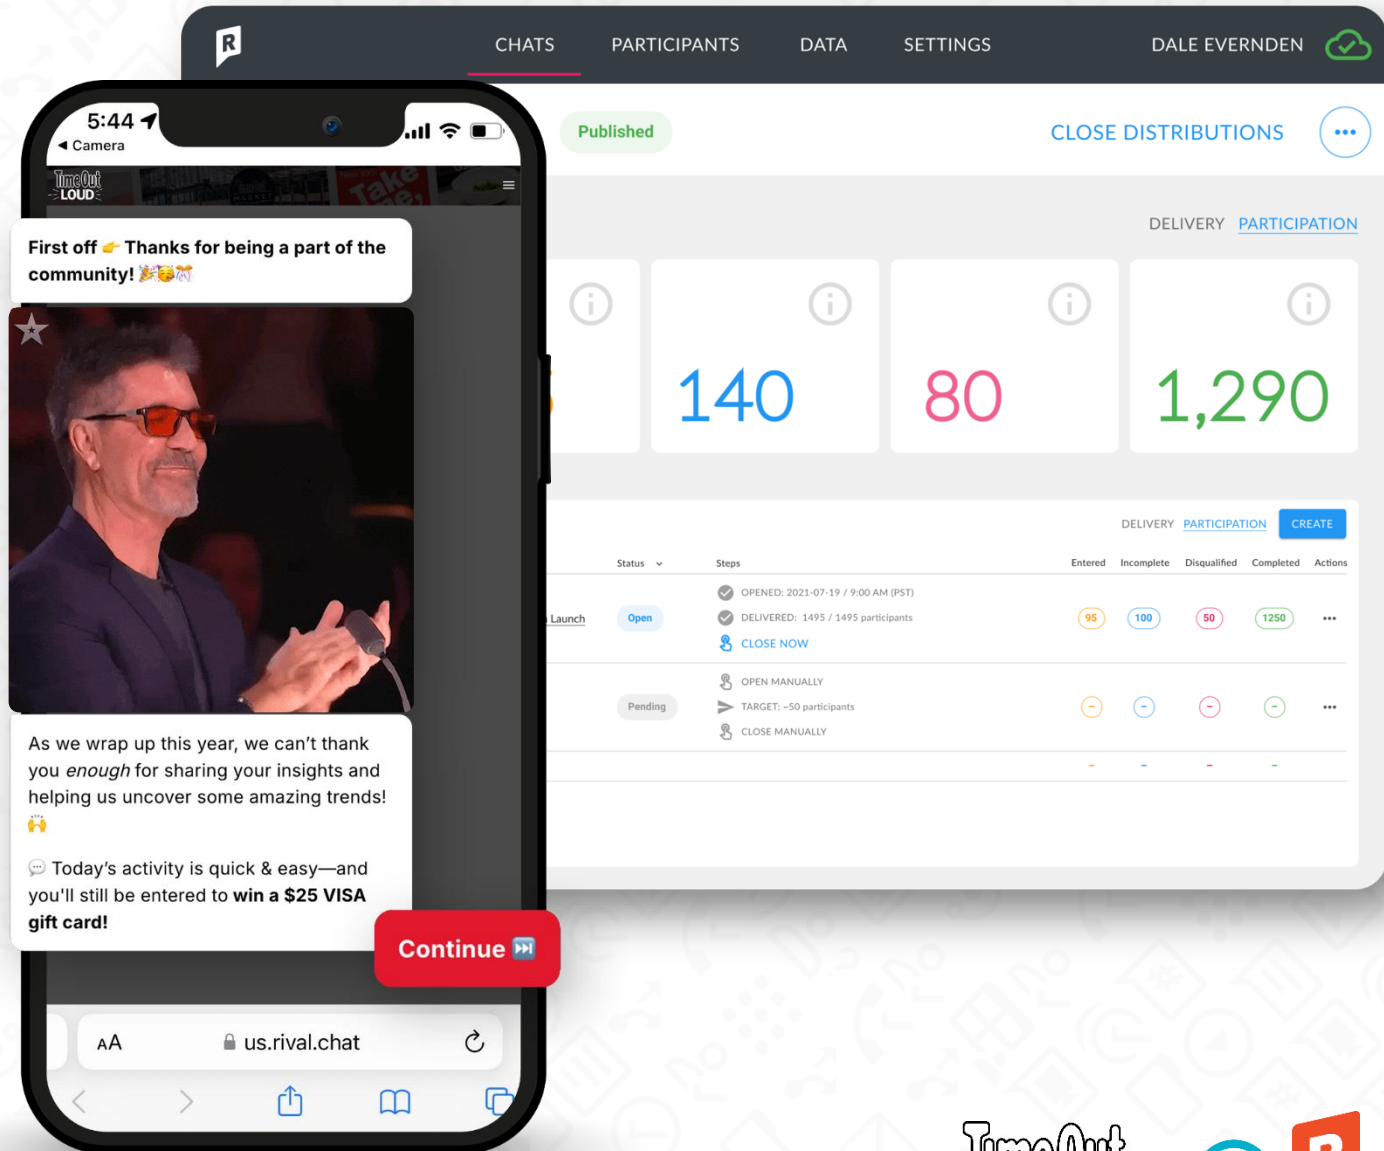 R
CHATS
PARTICIPANTS
DATA
SETTINGS
DALE EVERNDEN
Published
CLOSE DISTRIBUTIONS
DELIVERY PARTICIPATION
140
80
1,290
DELIVERY PARTICIPATION CREATE
Status Steps Entered Incomplete Disqualified Completed Actions
Launch
Open
OPENED: 2021-07-19 / 9:00 AM (PST)
DELIVERED: 1495 / 1495 participants
CLOSE NOW
95 100 50 1250
Pending
OPEN MANUALLY
TARGET: ~50 participants
CLOSE MANUALLY
– – – –
– – – –
5:44
Camera
TimeOut
LOUD
Take
me,
First off 👉 Thanks for being a part of the
community! 🎉🥳🎊
As we wrap up this year, we can’t thank
you enough for sharing your insights and
helping us uncover some amazing trends!
🙌
💬 Today’s activity is quick & easy—and
you'll still be entered to win a $25 VISA
gift card!
Continue ⏭️
AA
us.rival.chat
TimeOut
R